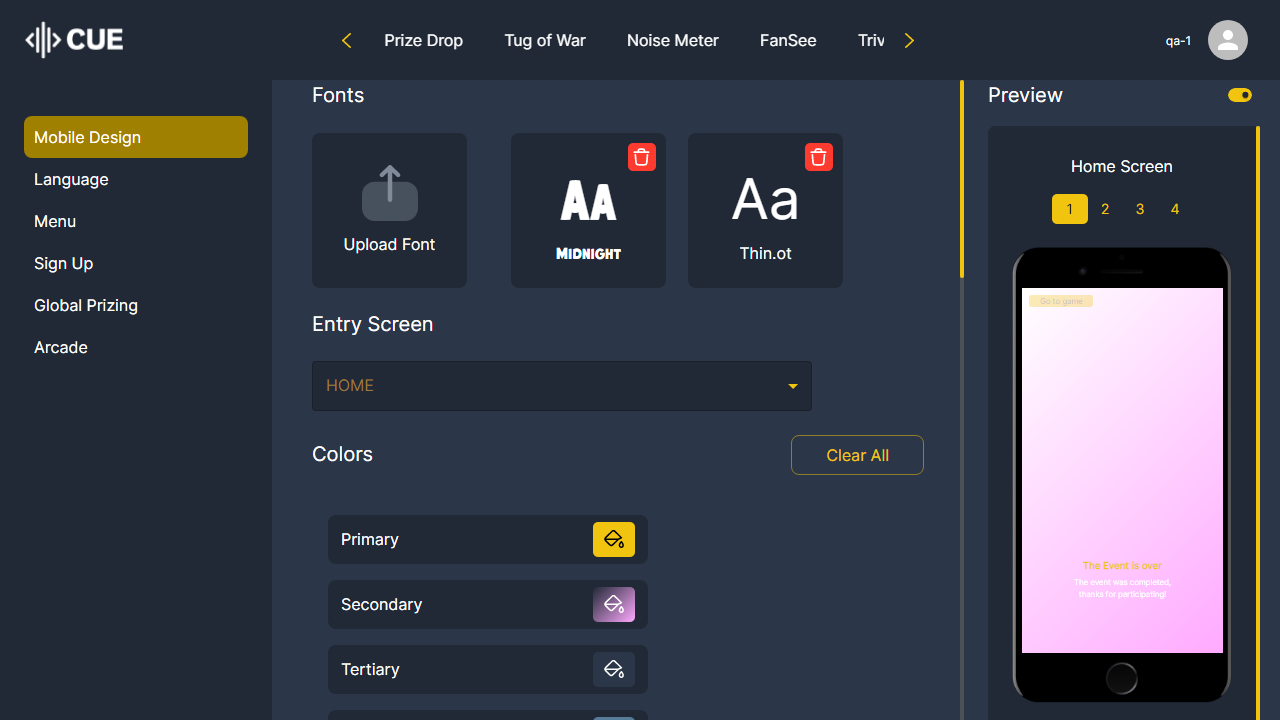 CUE
Prize Drop
Tug of War
Noise Meter
FanSee
Triv
qa-1
Mobile Design
Language
Menu
Sign Up
Global Prizing
Arcade
Fonts
Upload Font
Aa
Midnight
Aa
Thin.ot
Entry Screen
HOME
Colors
Clear All
Primary
Secondary
Tertiary
Preview
Home Screen
1 2 3 4
Go to game
The Event is over
The event was completed,
thanks for participating!